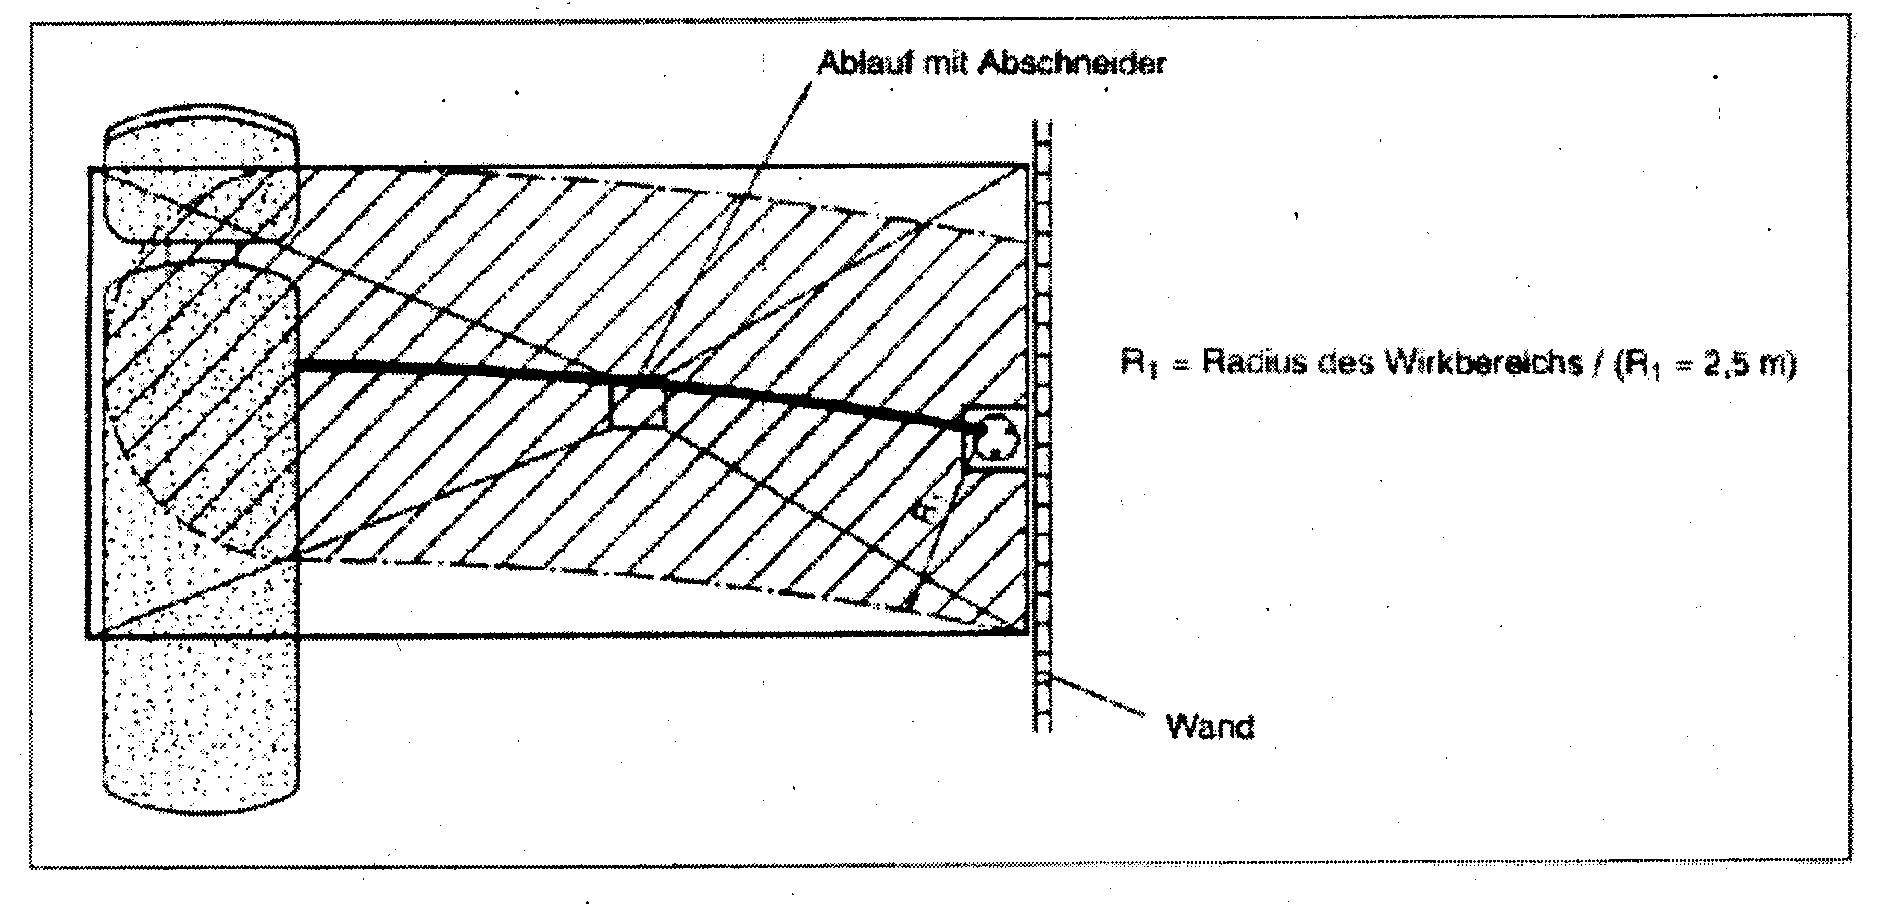 Ablauf mit Abschneider
R₁ = Radius des Wirkbereichs / (R₁ = 2,5 m)
R
Wand